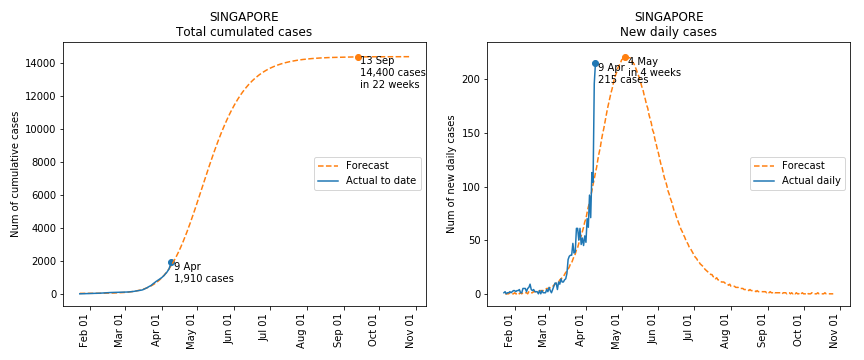 SINGAPORE
Total cumulated cases
Num of cumulative cases
14000
12000
10000
8000
6000
4000
2000
0
13 Sep
14,400 cases
in 22 weeks
Forecast
Actual to date
9 Apr
1,910 cases
Feb 01
Mar 01
Apr 01
May 01
Jun 01
Jul 01
Aug 01
Sep 01
Oct 01
Nov 01
SINGAPORE
New daily cases
Num of new daily cases
200
150
100
50
0
9 Apr
215 cases
4 May
in 4 weeks
Forecast
Actual daily
Feb 01
Mar 01
Apr 01
May 01
Jun 01
Jul 01
Aug 01
Sep 01
Oct 01
Nov 01